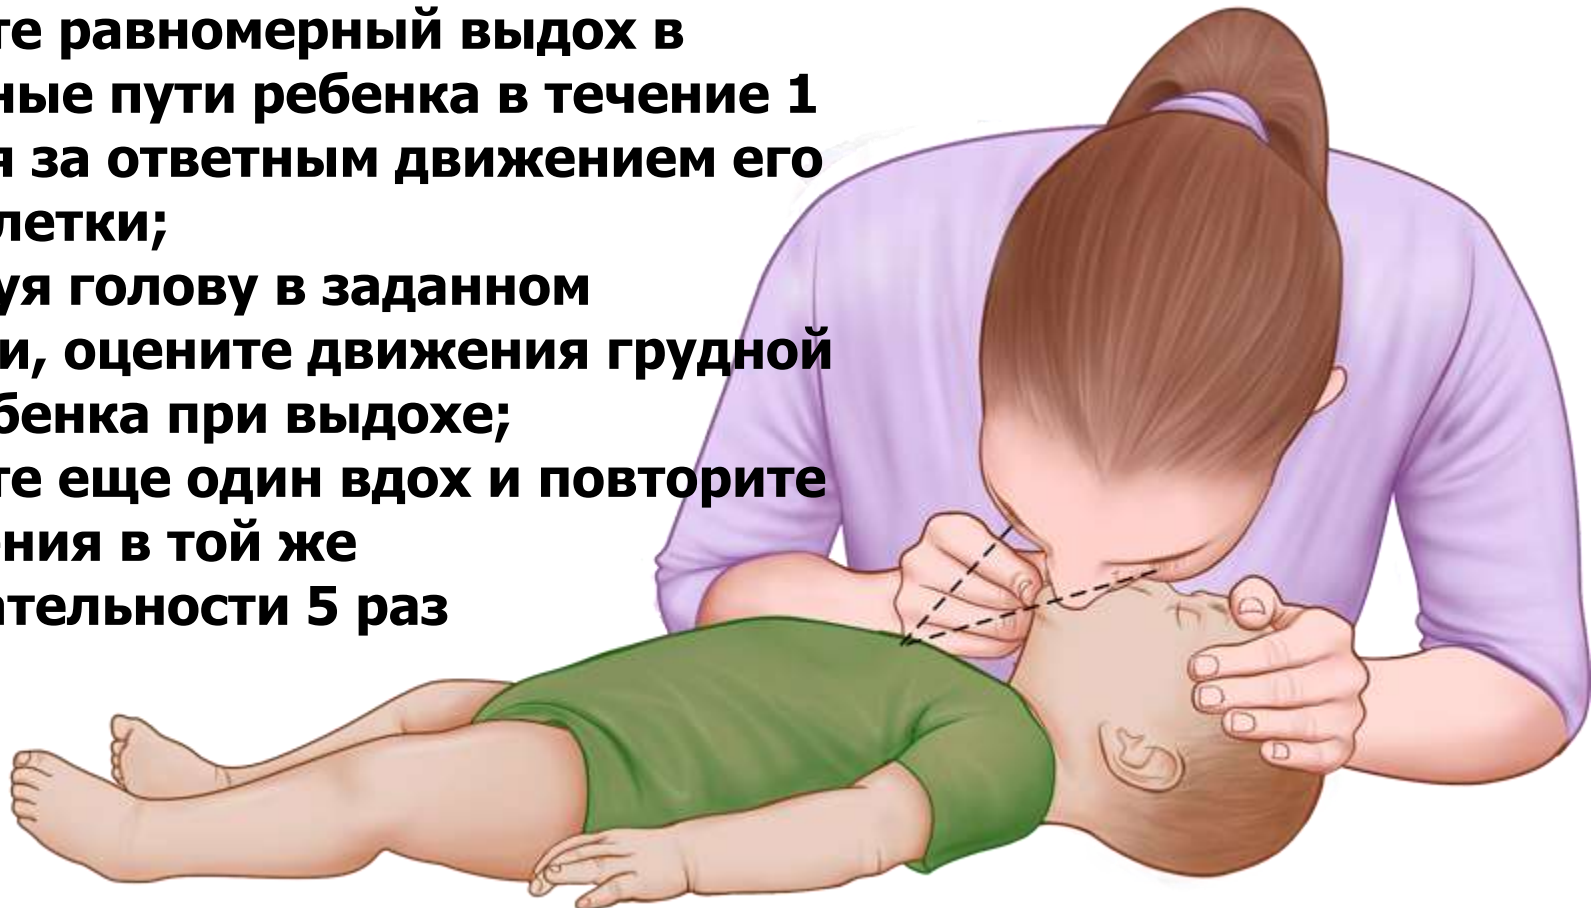 те равномерный выдох в
ные пути ребенка в течение 1
я за ответным движением его
летки;
уя голову в заданном
и, оцените движения грудной
бенка при выдохе;
те еще один вдох и повторите
ния в той же
ательности 5 раз